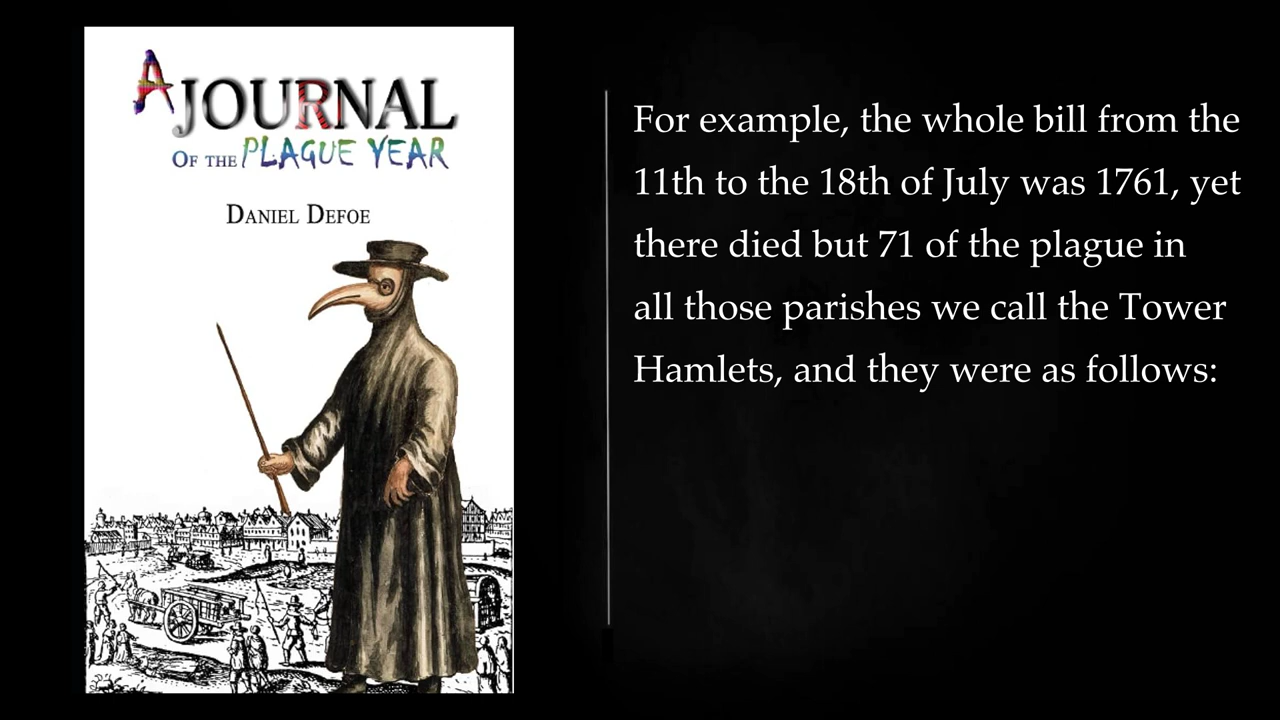 A JOURNAL
OF THE PLAGUE YEAR
DANIEL DEFOE
For example, the whole bill from the
11th to the 18th of July was 1761, yet
there died but 71 of the plague in
all those parishes we call the Tower
Hamlets, and they were as follows: